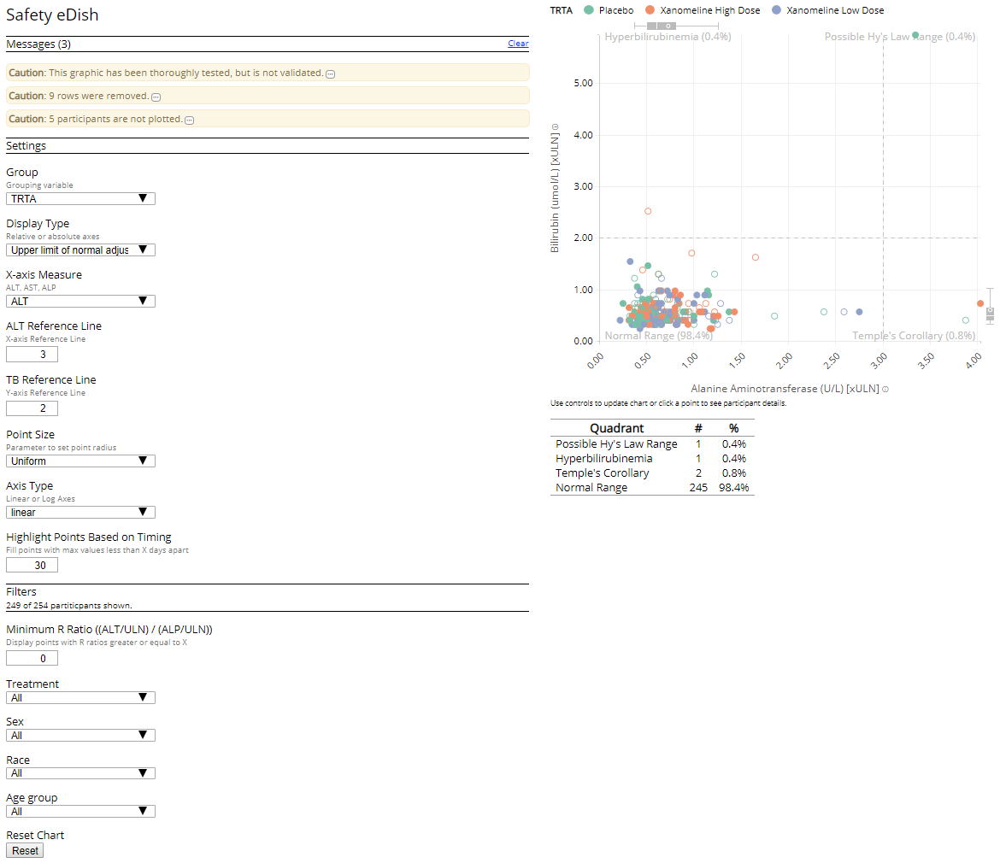 Safety eDish
Messages (3)
Clear
Caution: This graphic has been thoroughly tested, but is not validated.
Caution: 9 rows were removed.
Caution: 5 participants are not plotted.
Settings
Group
Grouping variable
TRTA
Display Type
Relative or absolute axes
Upper limit of normal adjus
X-axis Measure
ALT, AST, ALP
ALT
ALT Reference Line
X-axis Reference Line
3
TB Reference Line
Y-axis Reference Line
2
Point Size
Parameter to set point radius
Uniform
Axis Type
Linear or Log Axes
linear
Highlight Points Based on Timing
Fill points with max values less than X days apart
30
Filters
249 of 254 partiticpants shown.
Minimum R Ratio ((ALT/ULN) / (ALP/ULN))
Display points with R ratios greater or equal to X
0
Treatment
All
Sex
All
Race
All
Age group
All
Reset Chart
Reset
TRTA Placebo Xanomeline High Dose Xanomeline Low Dose
Hyperbilirubinemia (0.4%)
Possible Hy's Law Range (0.4%)
5.00
4.00
3.00
2.00
1.00
0.00
Bilirubin (umol/L) [xULN]
Normal Range (98.4%)
Temple's Corollary (0.8%)
0.00 0.50 1.00 1.50 2.00 2.50 3.00 3.50 4.00
Alanine Aminotransferase (U/L) [xULN]
Use controls to update chart or click a point to see participant details.
Quadrant # %
Possible Hy's Law Range 1 0.4%
Hyperbilirubinemia 1 0.4%
Temple's Corollary 2 0.8%
Normal Range 245 98.4%